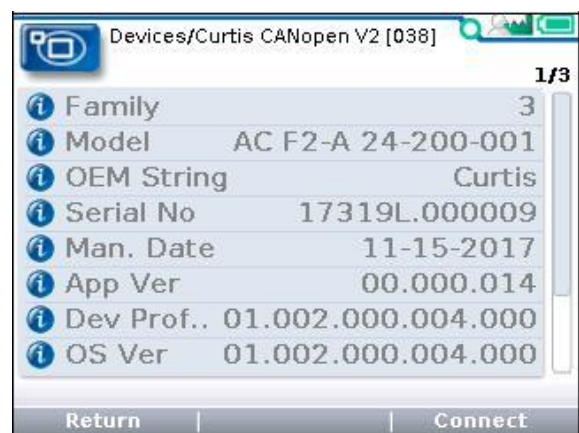 Devices/Curtis CANopen V2 [038]
1/3
Family 3
Model AC F2-A 24-200-001
OEM String Curtis
Serial No 17319L.000009
Man. Date 11-15-2017
App Ver 00.000.014
Dev Prof.. 01.002.000.004.000
OS Ver 01.002.000.004.000
Return | | Connect